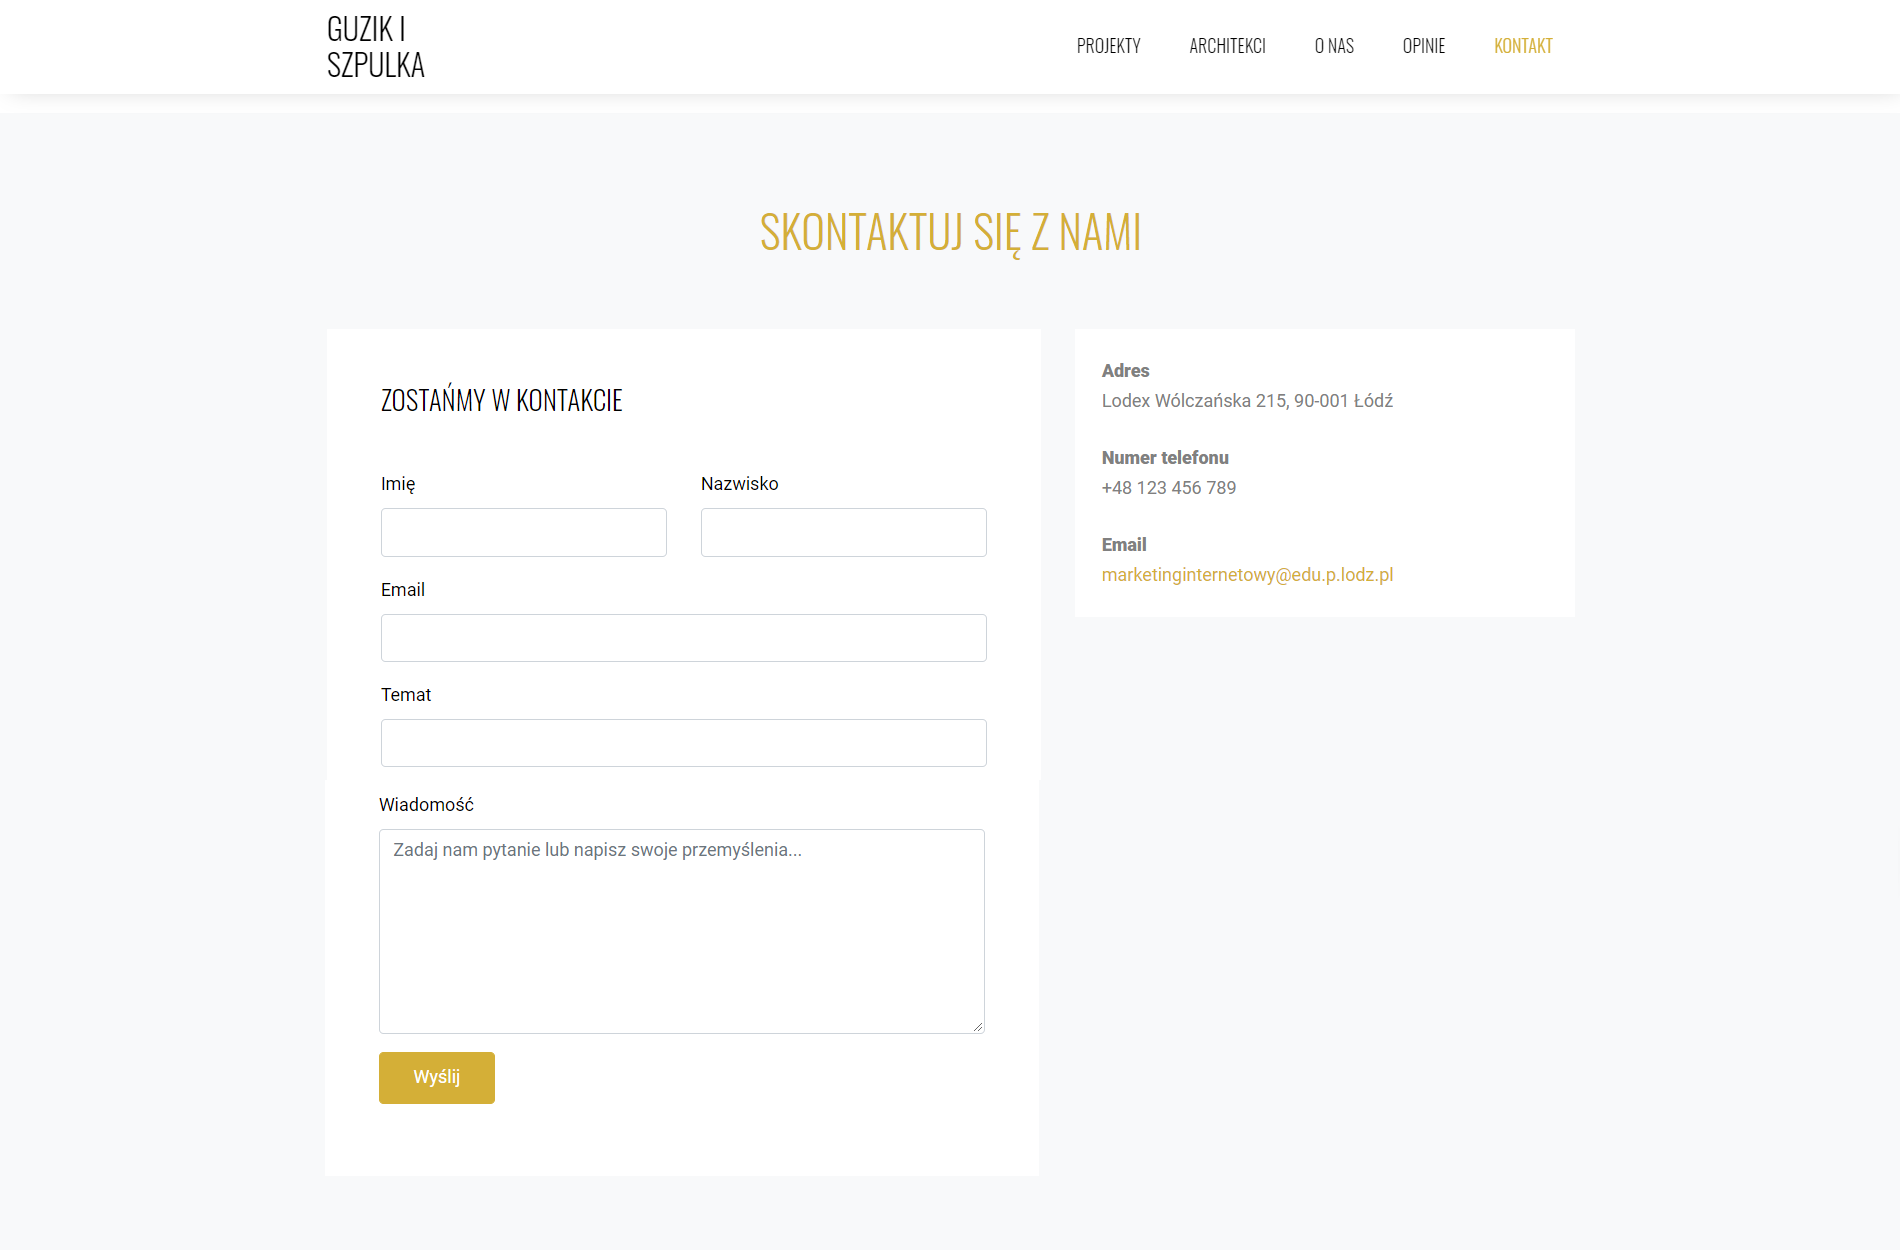 GUZIK I
SZPULKA
PROJEKTY ARCHITEKCI O NAS OPINIE KONTAKT
SKONTAKTUJ SIĘ Z NAMI
ZOSTAŃMY W KONTAKCIE
Imię Nazwisko
Email
Temat
Wiadomość
Zadaj nam pytanie lub napisz swoje przemyślenia...
Wyślij
Adres
Lodex Wólczańska 215, 90-001 Łódź
Numer telefonu
+48 123 456 789
Email
marketinginternetowy@edu.p.lodz.pl